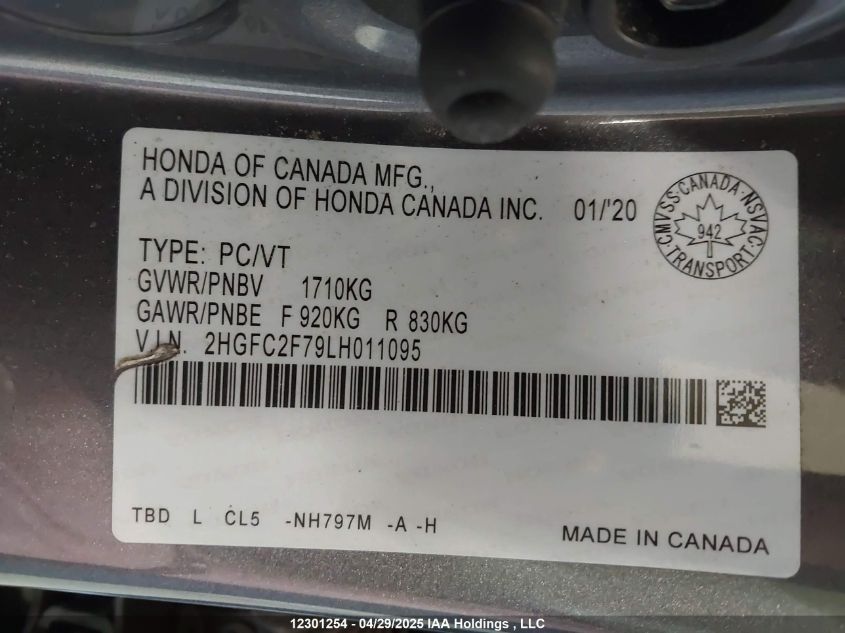 HONDA OF CANADA MFG.,
A DIVISION OF HONDA CANADA INC. 01/'20
CMVSS·CANADA·NSVAC
942
TRANSPORT
TYPE: PC/VT
GVWR/PNBV 1710KG
GAWR/PNBE F 920KG R 830KG
V.I.N. 2HGFC2F79LH011095
TBD L CL5 -NH797M -A -H
MADE IN CANADA
12301254 - 04/29/2025 IAA Holdings , LLC